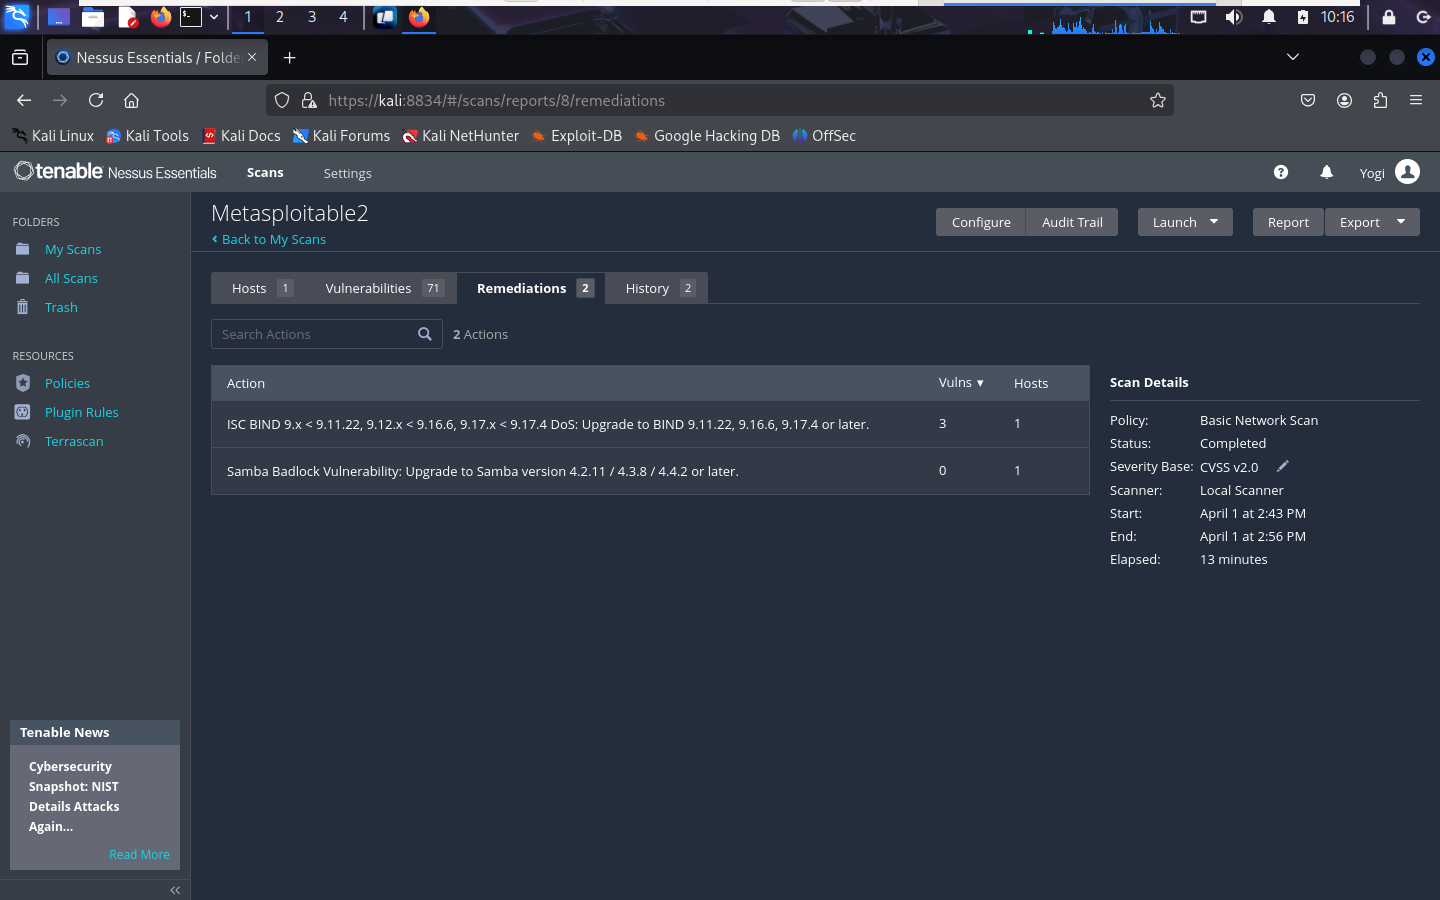 1
2
3
4
10:16
Nessus Essentials / Folde
https://kali:8834/#/scans/reports/8/remediations
Kali Linux
Kali Tools
Kali Docs
Kali Forums
Kali NetHunter
Exploit-DB
Google Hacking DB
OffSec
tenable Nessus Essentials
Scans
Settings
Yogi
FOLDERS
My Scans
All Scans
Trash
RESOURCES
Policies
Plugin Rules
Terrascan
Tenable News
Cybersecurity
Snapshot: NIST
Details Attacks
Again...
Read More
Metasploitable2
Back to My Scans
Configure
Audit Trail
Launch
Report
Export
Hosts 1
Vulnerabilities 71
Remediations 2
History 2
Search Actions
2 Actions
Action Vulns ▼ Hosts
ISC BIND 9.x < 9.11.22, 9.12.x < 9.16.6, 9.17.x < 9.17.4 DoS: Upgrade to BIND 9.11.22, 9.16.6, 9.17.4 or later. 3 1
Samba Badlock Vulnerability: Upgrade to Samba version 4.2.11 / 4.3.8 / 4.4.2 or later. 0 1
Scan Details
Policy: Basic Network Scan
Status: Completed
Severity Base: CVSS v2.0
Scanner: Local Scanner
Start: April 1 at 2:43 PM
End: April 1 at 2:56 PM
Elapsed: 13 minutes